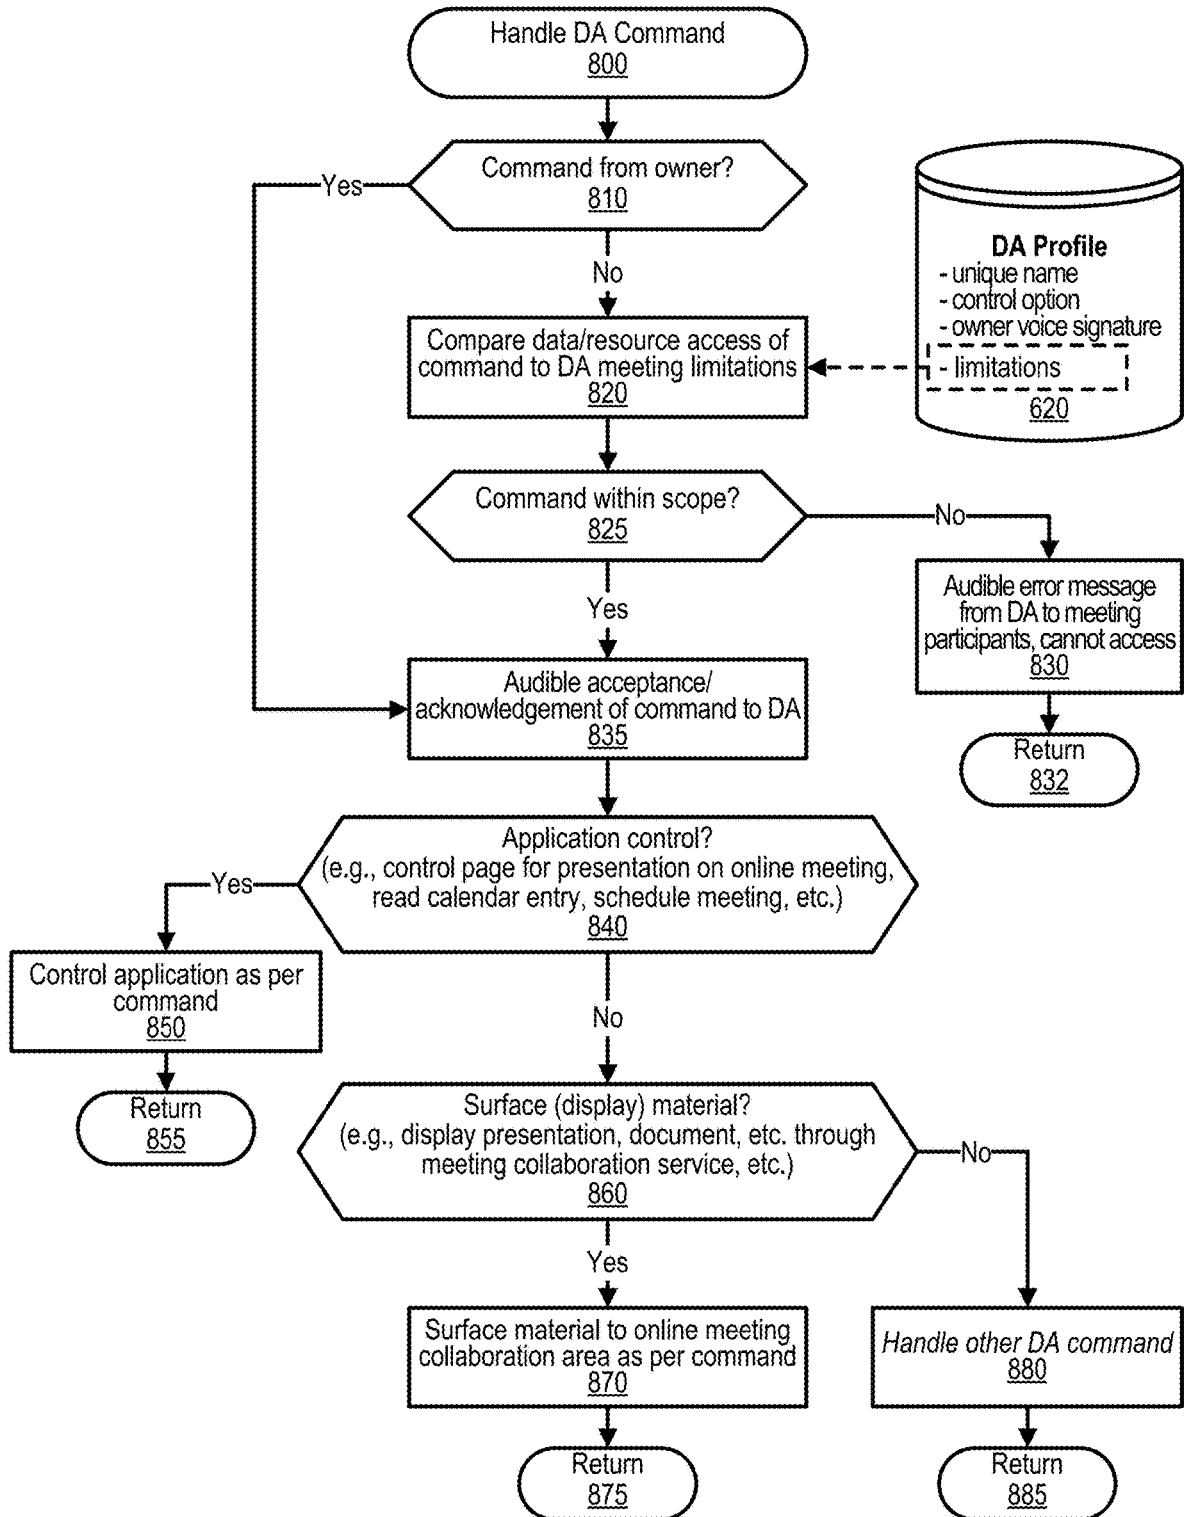 Handle DA Command
800
Command from owner?
810
Yes
No
DA Profile
- unique name
- control option
- owner voice signature
- limitations
620
Compare data/resource access of
command to DA meeting limitations
820
Command within scope?
825
No
Yes
Audible error message
from DA to meeting
participants, cannot access
830
Return
832
Audible acceptance/
acknowledgement of command to DA
835
Application control?
(e.g., control page for presentation on online meeting,
read calendar entry, schedule meeting, etc.)
840
Yes
Control application as per
command
850
Return
855
No
Surface (display) material?
(e.g., display presentation, document, etc. through
meeting collaboration service, etc.)
860
No
Yes
Surface material to online meeting
collaboration area as per command
870
Return
875
Handle other DA command
880
Return
885